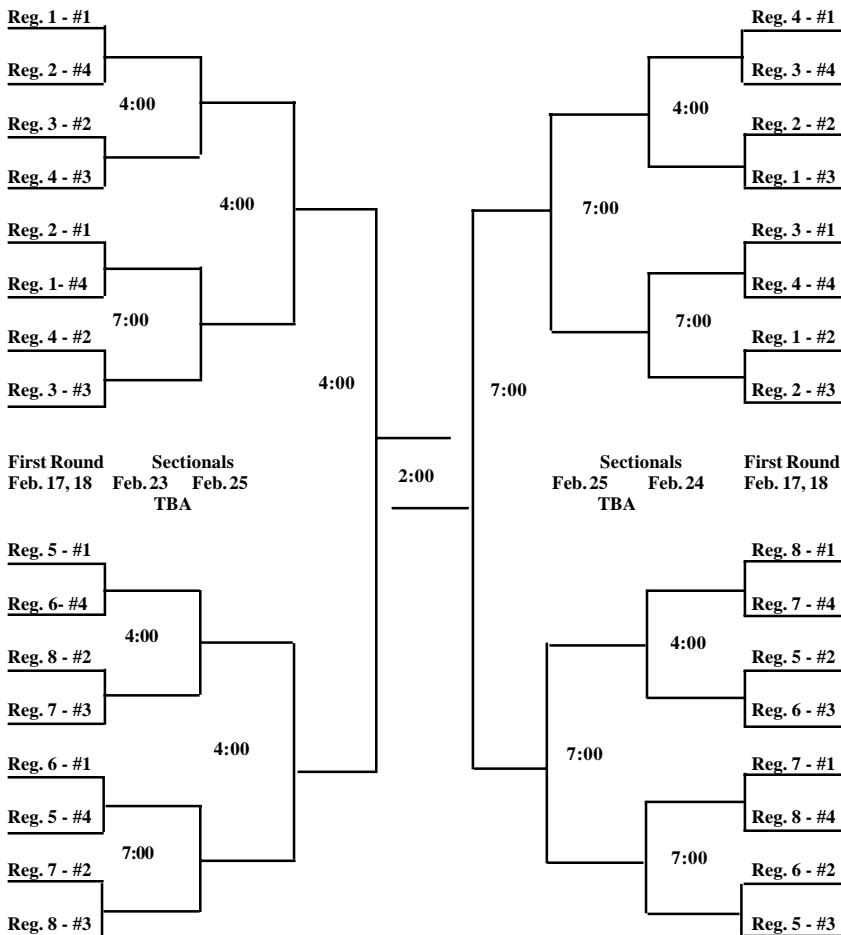 Reg. 1 - #1
Reg. 2 - #4
4:00
Reg. 3 - #2
Reg. 4 - #3
4:00
Reg. 2 - #1
Reg. 1- #4
7:00
Reg. 4 - #2
Reg. 3 - #3
4:00
First Round Sectionals
Feb. 17, 18 Feb. 23 Feb. 25
TBA
Reg. 5 - #1
Reg. 6- #4
4:00
Reg. 8 - #2
Reg. 7 - #3
4:00
Reg. 6 - #1
Reg. 5 - #4
7:00
Reg. 7 - #2
Reg. 8 - #3
2:00
Reg. 4 - #1
Reg. 3 - #4
4:00
Reg. 2 - #2
Reg. 1 - #3
7:00
Reg. 3 - #1
Reg. 4 - #4
7:00
Reg. 1 - #2
Reg. 2 - #3
7:00
Sectionals First Round
Feb. 25 Feb. 24 Feb. 17, 18
TBA
Reg. 8 - #1
Reg. 7 - #4
4:00
Reg. 5 - #2
Reg. 6 - #3
7:00
Reg. 7 - #1
Reg. 8 - #4
7:00
Reg. 6 - #2
Reg. 5 - #3